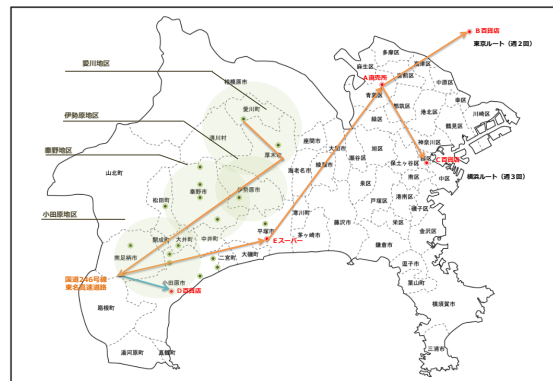 B百貨店
東京ルート（週２回）
多摩区
麻生区
高津区
宮前区
中原区
A直売所
青葉区
都筑区
港北区
幸区
川崎区
鶴見区
緑区
神奈川区
旭区
保土ヶ谷区
西区
C百貨店
瀬谷区
南区
中区
横浜ルート（週３回）
泉区
戸塚区
港南区
磯子区
栄区
金沢区
愛川地区
相模原市
愛川町
伊勢原地区
清川村
厚木市
座間市
大和市
海老名市
綾瀬市
秦野地区
山北町
秦野市
伊勢原市
松田町
寒川町
藤沢市
小田原地区
平塚市
茅ヶ崎市
鎌倉市
開成町
大井町
中井町
Eスーパー
大磯町
逗子市
南足柄市
二宮町
葉山町
国道246号線
東名高速道路
小田原市
D百貨店
箱根町
横須賀市
湯河原町
真鶴町
三浦市